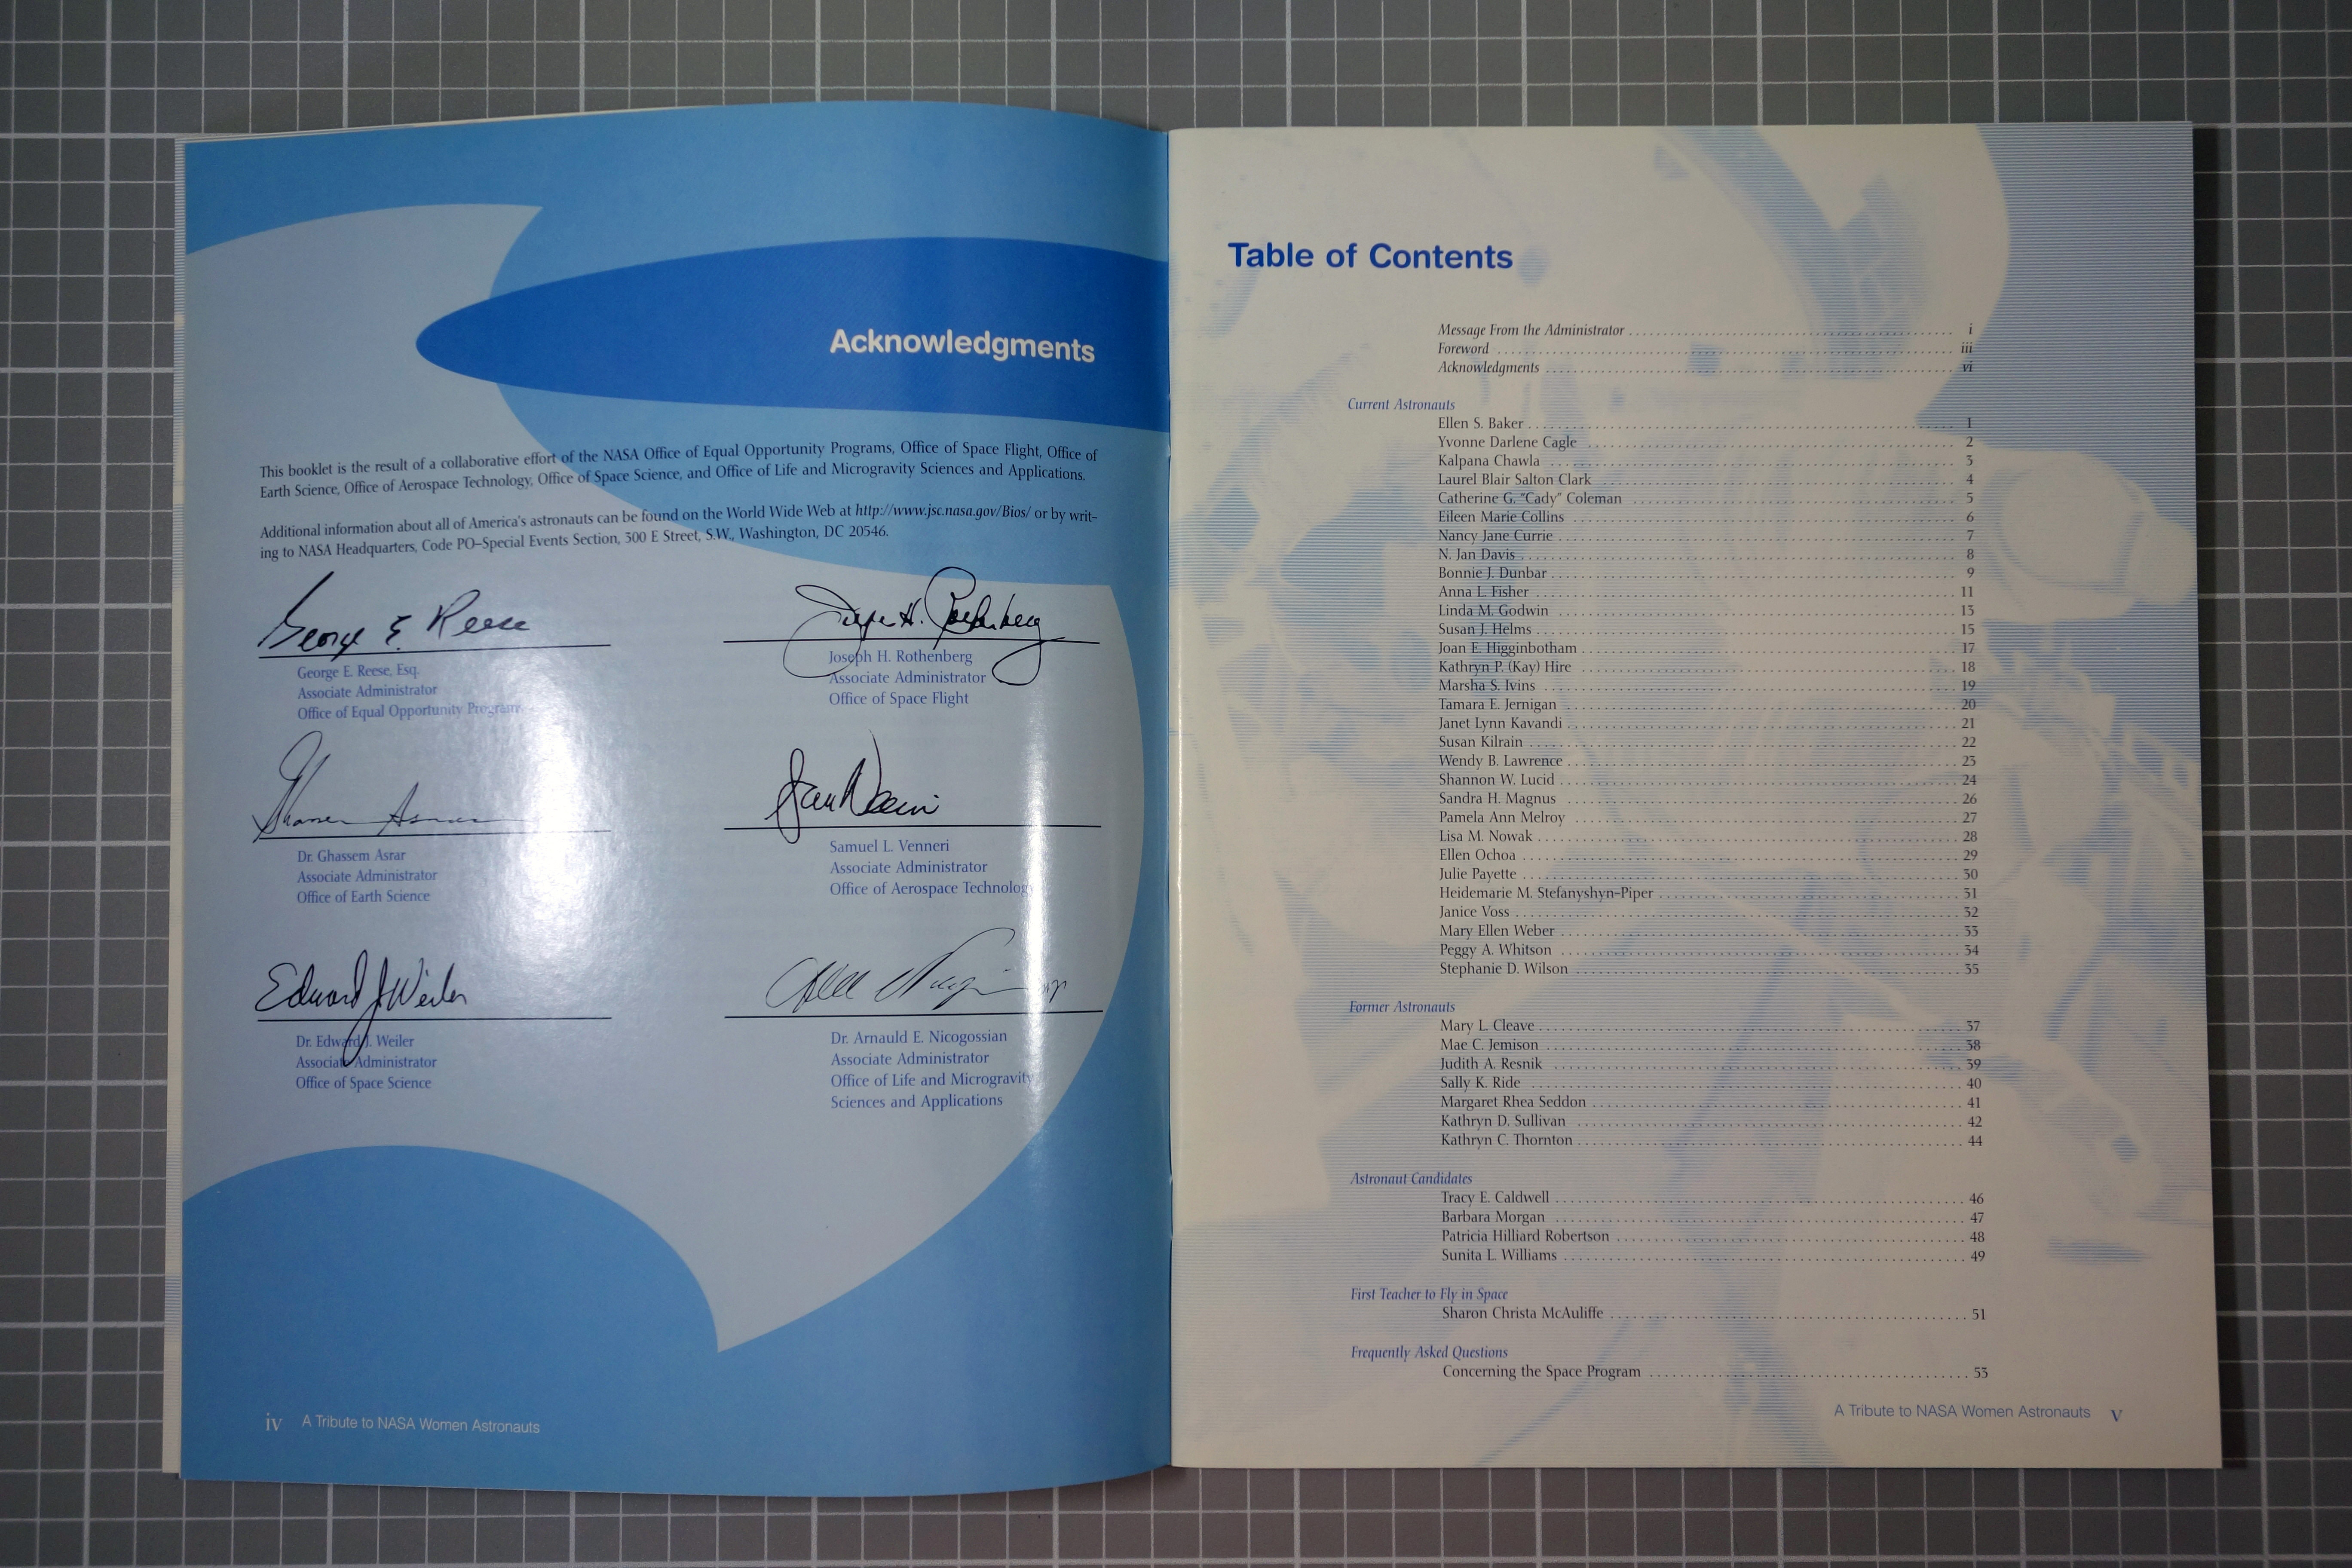 Acknowledgments
This booklet is the result of a collaborative effort of the NASA Office of Equal Opportunity Programs, Office of Space Flight, Office of
Earth Science, Office of Aerospace Technology, Office of Space Science, and Office of Life and Microgravity Sciences and Applications.
Additional information about all of America's astronauts can be found on the World Wide Web at http://www.jsc.nasa.gov/Bios/ or by writ-
ing to NASA Headquarters, Code PO–Special Events Section, 300 E Street, S.W., Washington, DC 20546.
George E. Reese
George E. Reese, Esq.
Associate Administrator
Office of Equal Opportunity Programs
Joseph H. Rothenberg
Associate Administrator
Office of Space Flight
Dr. Ghassem Asrar
Associate Administrator
Office of Earth Science
Samuel L. Venneri
Associate Administrator
Office of Aerospace Technology
Edward J. Weiler
Dr. Edward J. Weiler
Associate Administrator
Office of Space Science
Dr. Arnauld E. Nicogossian
Associate Administrator
Office of Life and Microgravity
Sciences and Applications
iv A Tribute to NASA Women Astronauts
Table of Contents
Message From the Administrator i
Foreword iii
Acknowledgments vi
Current Astronauts
Ellen S. Baker 1
Yvonne Darlene Cagle 2
Kalpana Chawla 3
Laurel Blair Salton Clark 4
Catherine G. "Cady" Coleman 5
Eileen Marie Collins 6
Nancy Jane Currie 7
N. Jan Davis 8
Bonnie J. Dunbar 9
Anna L. Fisher 11
Linda M. Godwin 13
Susan J. Helms 15
Joan E. Higginbotham 17
Kathryn P. (Kay) Hire 18
Marsha S. Ivins 19
Tamara E. Jernigan 20
Janet Lynn Kavandi 21
Susan Kilrain 22
Wendy B. Lawrence 23
Shannon W. Lucid 24
Sandra H. Magnus 26
Pamela Ann Melroy 27
Lisa M. Nowak 28
Ellen Ochoa 29
Julie Payette 30
Heidemarie M. Stefanyshyn-Piper 31
Janice Voss 32
Mary Ellen Weber 33
Peggy A. Whitson 34
Stephanie D. Wilson 35
Former Astronauts
Mary L. Cleave 37
Mae C. Jemison 38
Judith A. Resnik 39
Sally K. Ride 40
Margaret Rhea Seddon 41
Kathryn D. Sullivan 42
Kathryn C. Thornton 44
Astronaut Candidates
Tracy E. Caldwell 46
Barbara Morgan 47
Patricia Hilliard Robertson 48
Sunita L. Williams 49
First Teacher to Fly in Space
Sharon Christa McAuliffe 51
Frequently Asked Questions
Concerning the Space Program 53
A Tribute to NASA Women Astronauts v